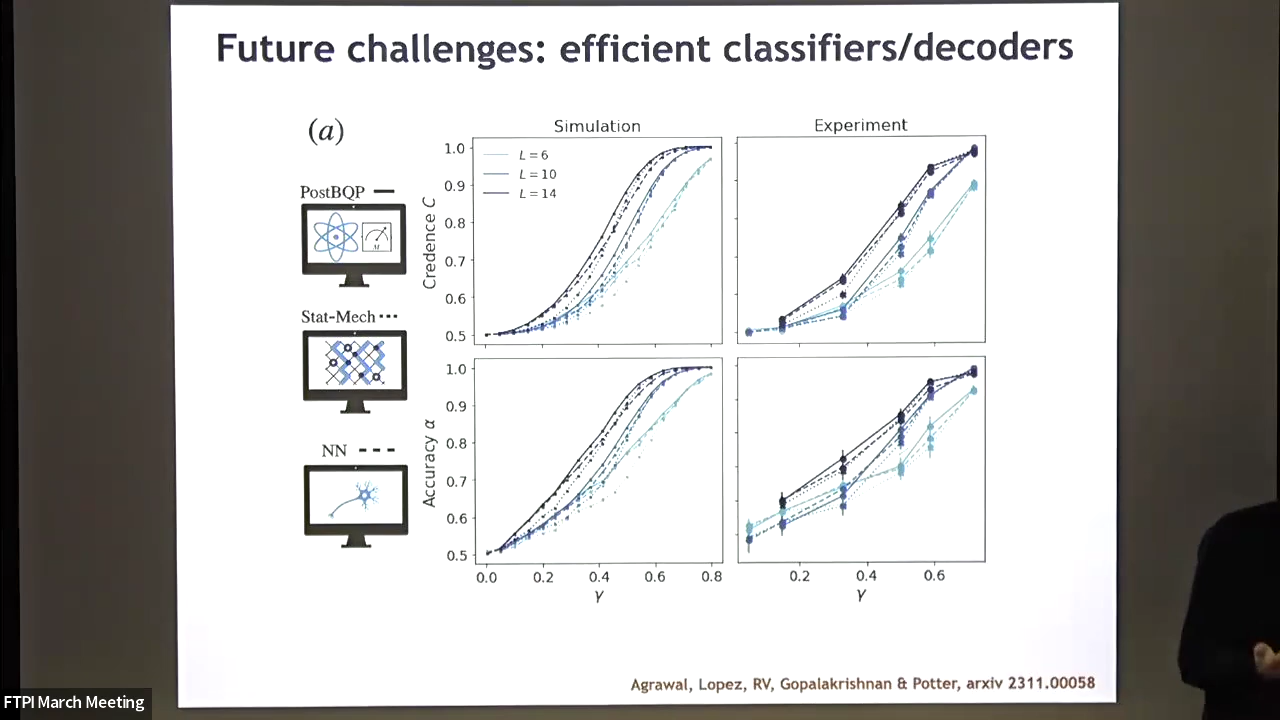 Future challenges: efficient classifiers/decoders
(a)
Simulation
Experiment
PostBQP
Stat-Mech
NN
Credence C
1.0
0.9
0.8
0.7
0.6
0.5
L = 6
L = 10
L = 14
Accuracy α
1.0
0.9
0.8
0.7
0.6
0.5
0.0 0.2 0.4 0.6 0.8
γ
0.2 0.4 0.6
γ
Agrawal, Lopez, RV, Gopalakrishnan & Potter, arxiv 2311.00058
FTPI March Meeting